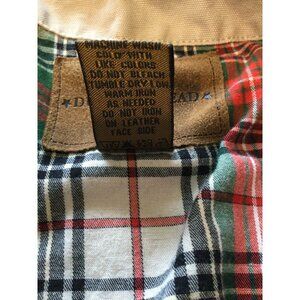 MACHINE WASH
COLD WITH
LIKE COLORS
DO NOT BLEACH
TUMBLE DRY LOW
WARM IRON
AS NEEDED
DO NOT IRON
ON LEATHER
FACE SIDE